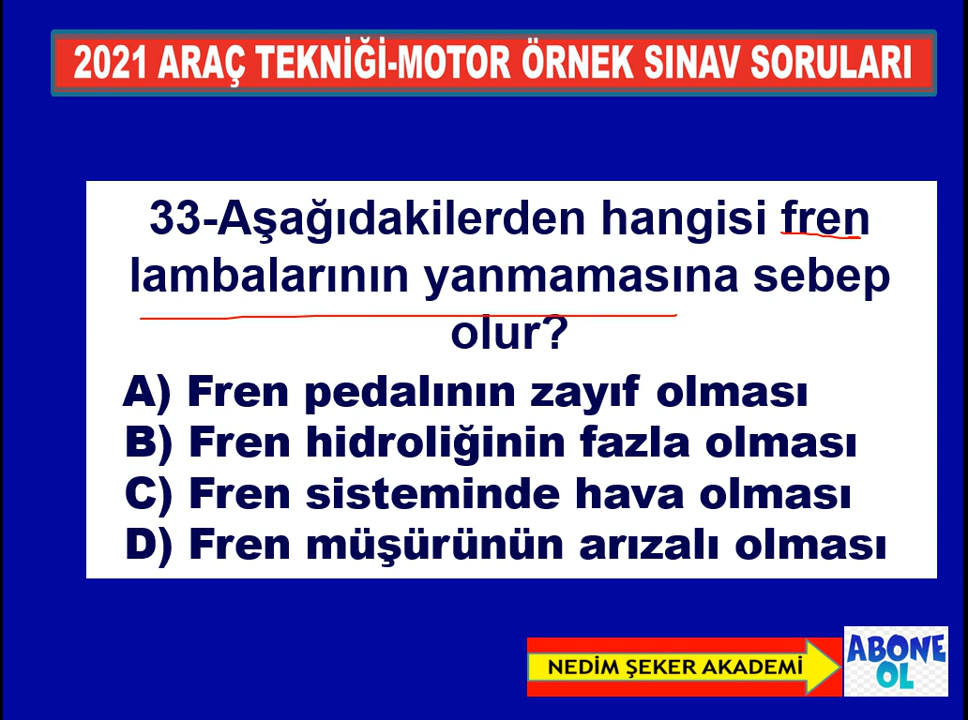 2021 ARAÇ TEKNİĞİ-MOTOR ÖRNEK SINAV SORULARI
33-Aşağıdakilerden hangisi fren
lambalarının yanmamasına sebep
olur?
A) Fren pedalının zayıf olması
B) Fren hidroliğinin fazla olması
C) Fren sisteminde hava olması
D) Fren müşürünün arızalı olması
NEDİM ŞEKER AKADEMİ
ABONE
OL